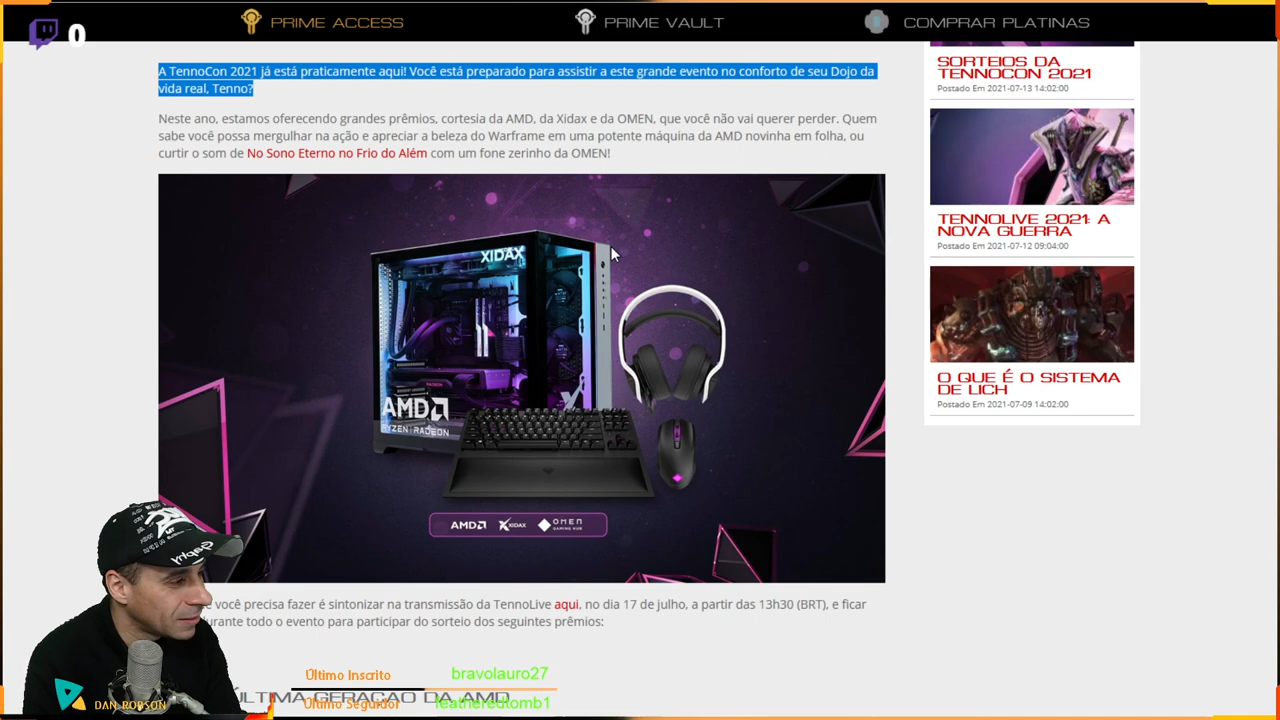 0
PRIME ACCESS
PRIME VAULT
COMPRAR PLATINAS
A TennoCon 2021 já está praticamente aqui! Você está preparado para assistir a este grande evento no conforto de seu Dojo da
vida real, Tenno?
Neste ano, estamos oferecendo grandes prêmios, cortesia da AMD, da Xidax e da OMEN, que você não vai querer perder. Quem
sabe você possa mergulhar na ação e apreciar a beleza do Warframe em uma potente máquina da AMD novinha em folha, ou
curtir o som de No Sono Eterno no Frio do Além com um fone zerinho da OMEN!
XIDAX
AMD
RYZEN | RADEON
AMD XIDAX OMEN
GAMING HUB
você precisa fazer é sintonizar na transmissão da TennoLive aqui, no dia 17 de julho, a partir das 13h30 (BRT), e ficar
durante todo o evento para participar do sorteio dos seguintes prêmios:
ÚLTIMA GERAÇÃO DA AMD
SORTEIOS DA
TENNOCON 2021
Postado Em 2021-07-13 14:02:00
TENNOLIVE 2021: A
NOVA GUERRA
Postado Em 2021-07-12 09:04:00
O QUE É O SISTEMA
DE LICH
Postado Em 2021-07-09 14:02:00
Último Inscrito bravolauro27
Último Seguidor featheredtomb1
DAN ROBSON